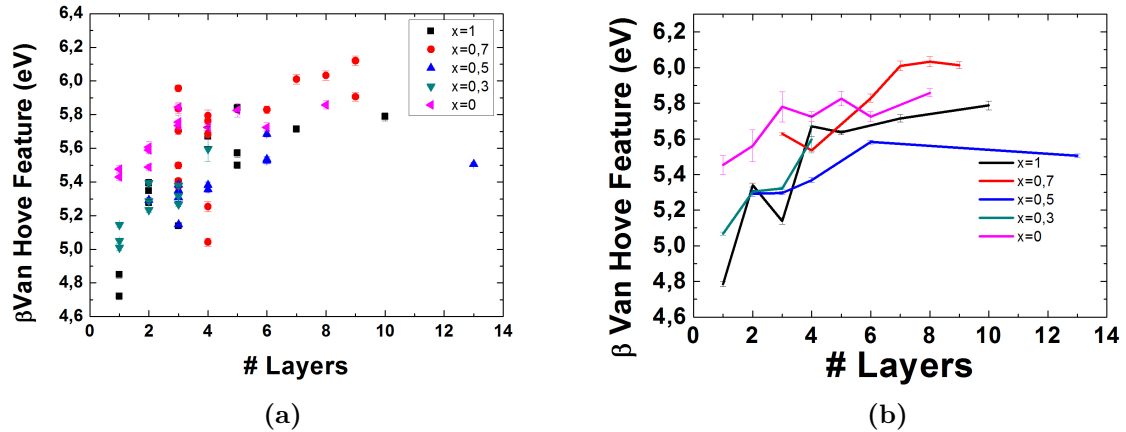 6,4
6,2
6,0
5,8
5,6
5,4
5,2
5,0
4,8
4,6
0 2 4 6 8 10 12 14
βVan Hove Feature (eV)
# Layers
x=1
x=0,7
x=0,5
x=0,3
x=0
(a)
6,2
6,0
5,8
5,6
5,4
5,2
5,0
4,8
4,6
0 2 4 6 8 10 12 14
β Van Hove Feature (eV)
# Layers
x=1
x=0,7
x=0,5
x=0,3
x=0
(b)